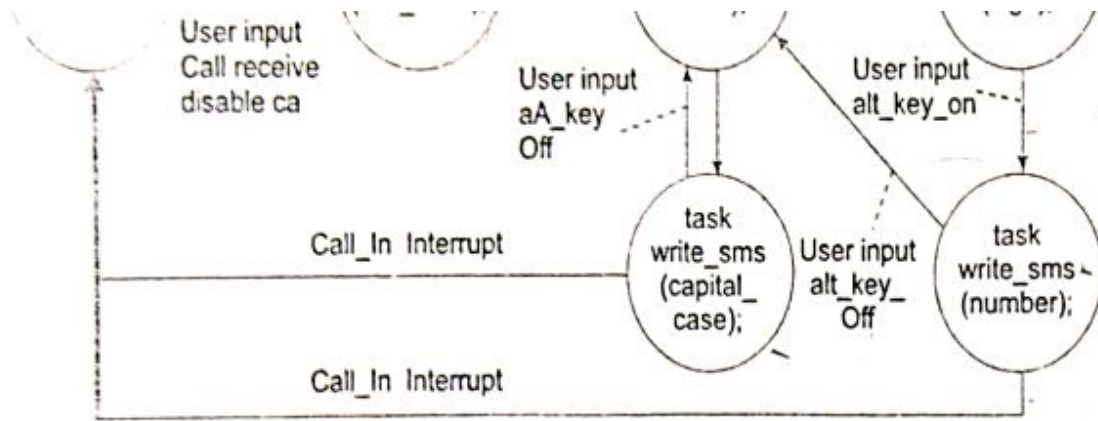 User input
Call receive
disable ca
User input
aA_key
Off
User input
alt_key_on
Call_In Interrupt
task
write_sms
(capital_
case);
User input
alt_key_
Off
task
write_sms
(number);
Call_In Interrupt